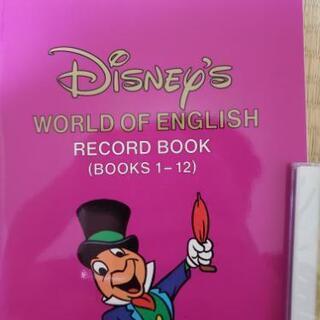 DISNEY'S
WORLD OF ENGLISH
RECORD BOOK
(BOOKS 1-12)